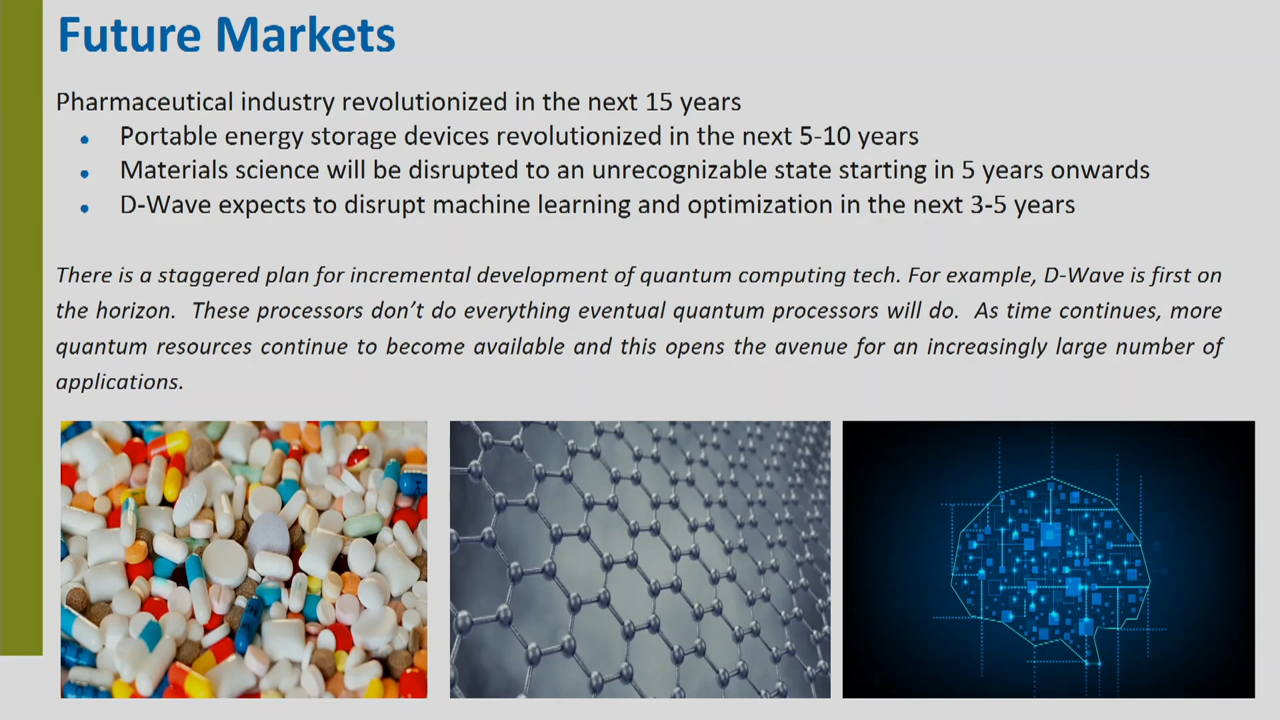 Future Markets
Pharmaceutical industry revolutionized in the next 15 years
• Portable energy storage devices revolutionized in the next 5-10 years
• Materials science will be disrupted to an unrecognizable state starting in 5 years onwards
• D-Wave expects to disrupt machine learning and optimization in the next 3-5 years
There is a staggered plan for incremental development of quantum computing tech. For example, D-Wave is first on
the horizon. These processors don’t do everything eventual quantum processors will do. As time continues, more
quantum resources continue to become available and this opens the avenue for an increasingly large number of
applications.